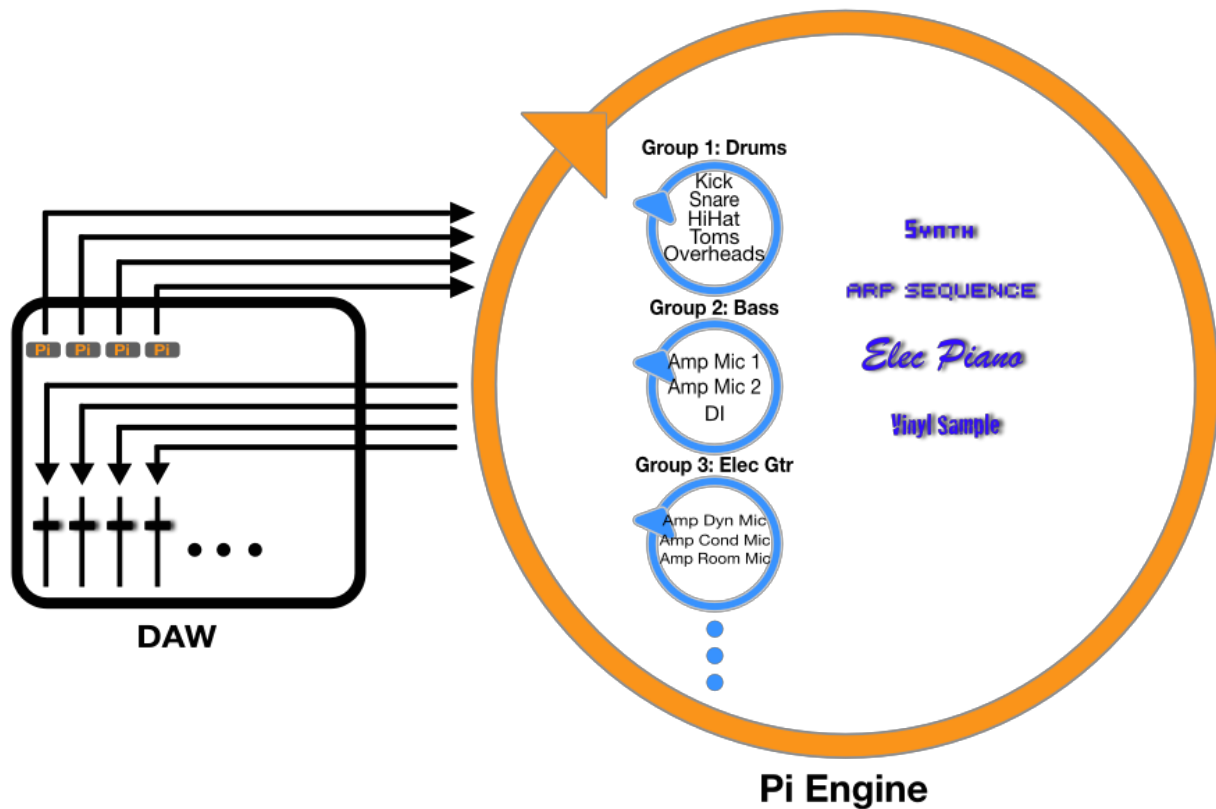 Group 1: Drums
Kick
Snare
HiHat
Toms
Overheads
Group 2: Bass
Amp Mic 1
Amp Mic 2
DI
Group 3: Elec Gtr
Amp Dyn Mic
Amp Cond Mic
Amp Room Mic
Synth
ARP SEQUENCE
Elec Piano
Vinyl Sample
Pi Pi Pi Pi
DAW
Pi Engine